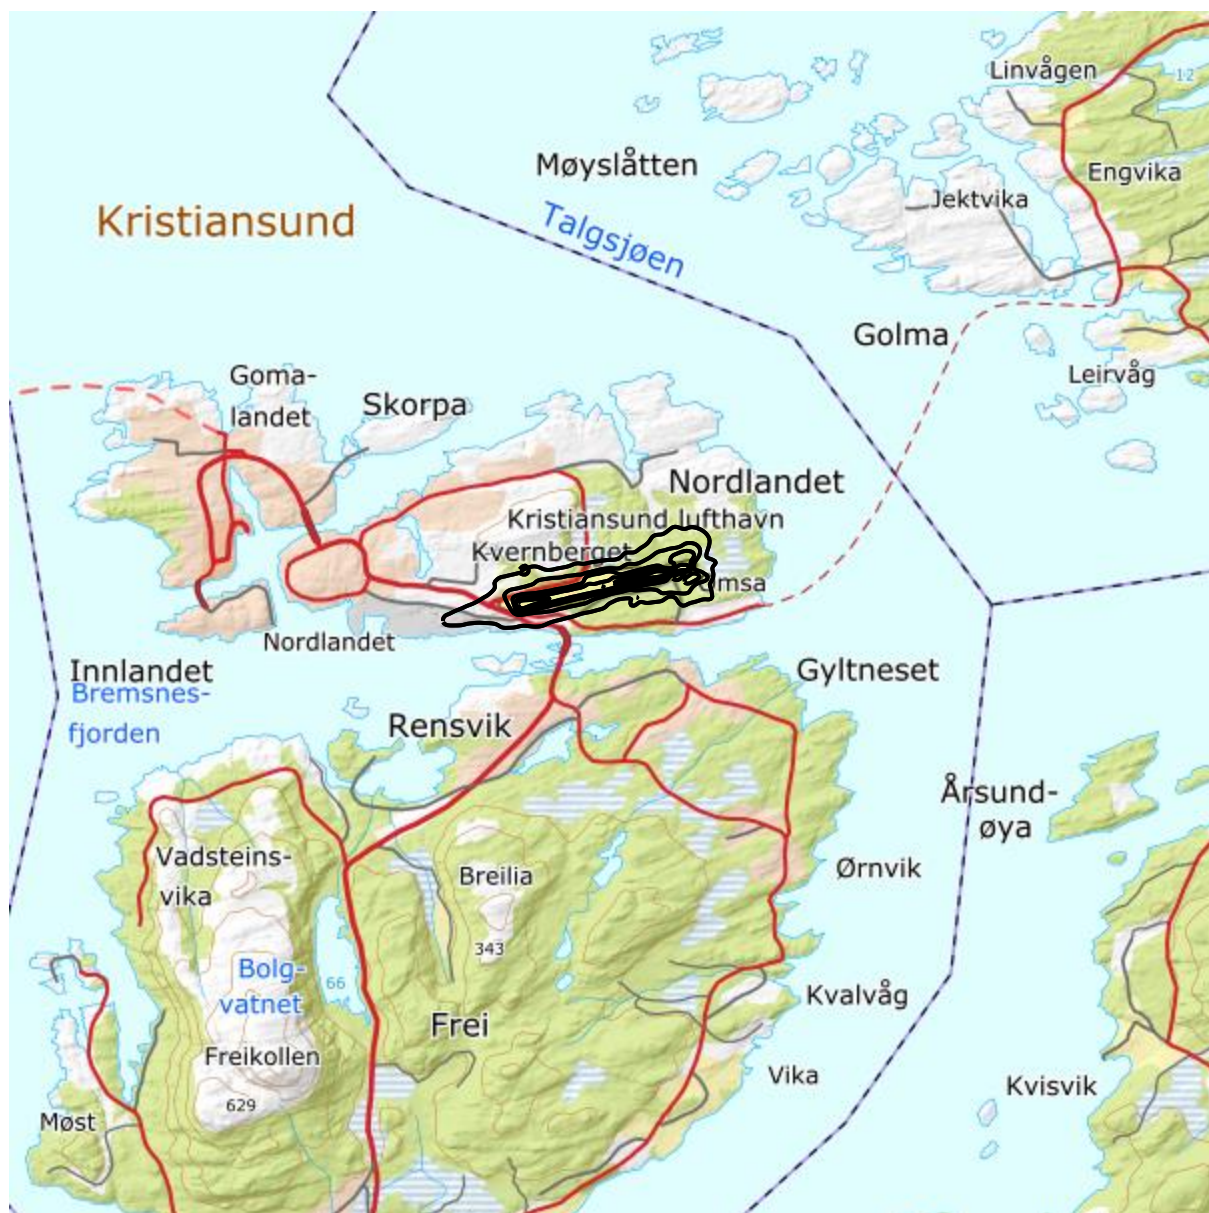 Linvågen
12
Møyslåtten
Engvika
Jektvika
Kristiansund
Talgsjøen
Golma
Leirvåg
Goma-
landet
Skorpa
Nordlandet
Kristiansund lufthavn
Kvernberget
Omsa
Nordlandet
Innlandet
Bremsnes-
fjorden
Gyltneset
Rensvik
Årsund-
øya
Vadsteins-
vika
Breilia
Ørnvik
343
Bolg-
vatnet
66
Kvalvåg
Frei
Freikollen
Vika
Kvisvik
629
Møst